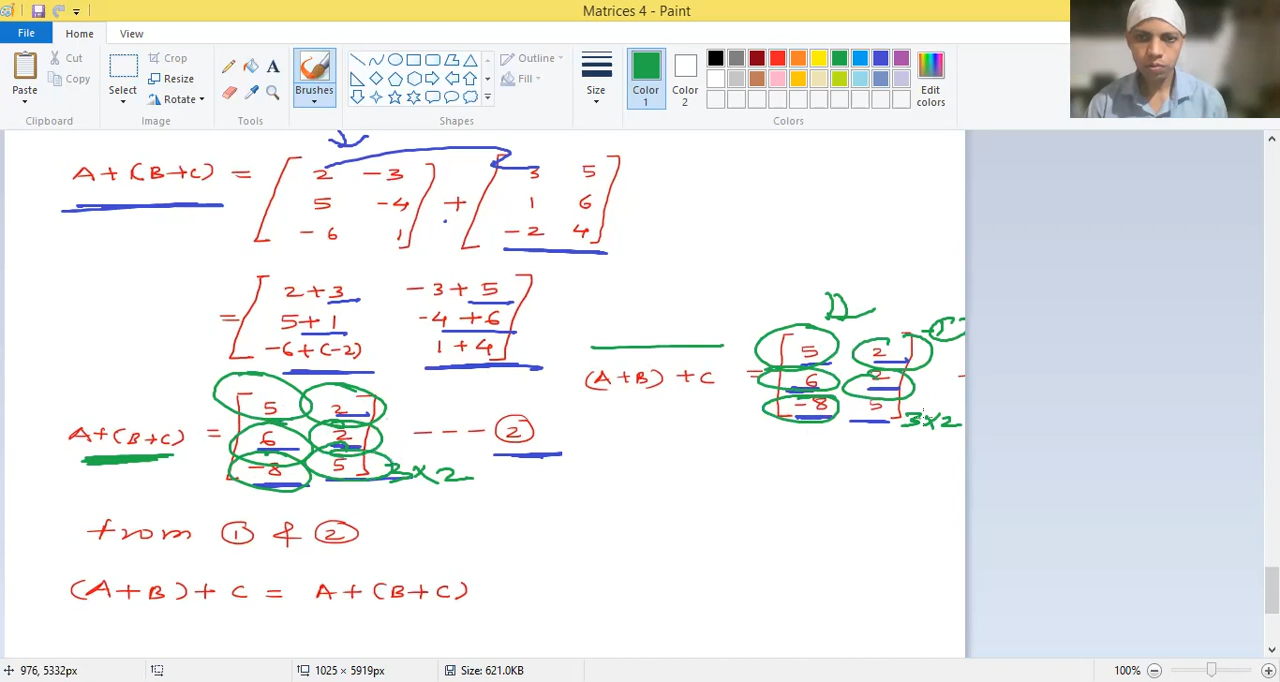 Matrices 4 - Paint
File Home View
Paste Cut Copy Select Crop Resize Rotate Brushes Outline Fill Size Color 1 Color 2 Edit colors
Clipboard Image Tools Shapes Colors
A+(B+C) = [ 2 -3 ] + [ 3 5 ]
5 -4 1 6
-6 1 -2 4
= [ 2+3 -3+5 ]
5+1 -4+6
-6+(-2) 1+4
(A+B) +C = [ 5 2 ]
6 2
-8 5 3×2
A+(B+C) = [ 5 2 ] ---- ②
6 2
-8 5 3×2
from ① & ②
(A+B)+C = A+(B+C)
976, 5332px 1025 × 5919px Size: 621.0KB 100%